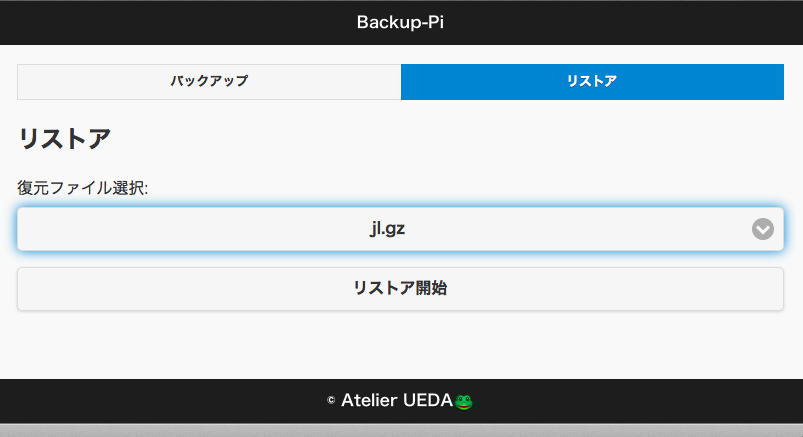 Backup-Pi
バックアップ
リストア
リストア
復元ファイル選択:
jl.gz
リストア開始
© Atelier UEDA🐸